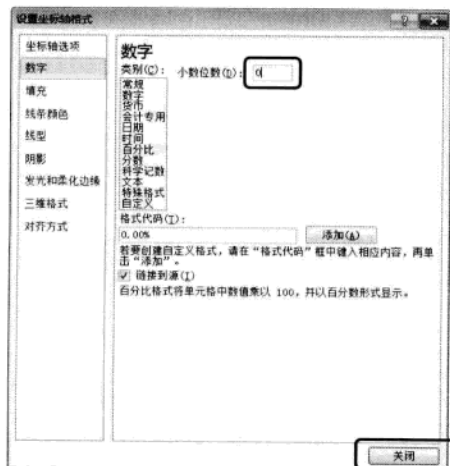 设置坐标轴格式
坐标轴选项
数字
填充
线条颜色
线型
阴影
发光和柔化边缘
三维格式
对齐方式
数字
类别(C):
小数位数(D): 0
常规
数字
货币
会计专用
日期
时间
百分比
分数
科学记数
文本
特殊格式
自定义
格式代码(T):
0.00%
添加(A)
若要创建自定义格式，请在“格式代码”框中键入相应内容，再单
击“添加”。
链接到源(I)
百分比格式将单元格中数值乘以 100，并以百分数形式显示。
关闭